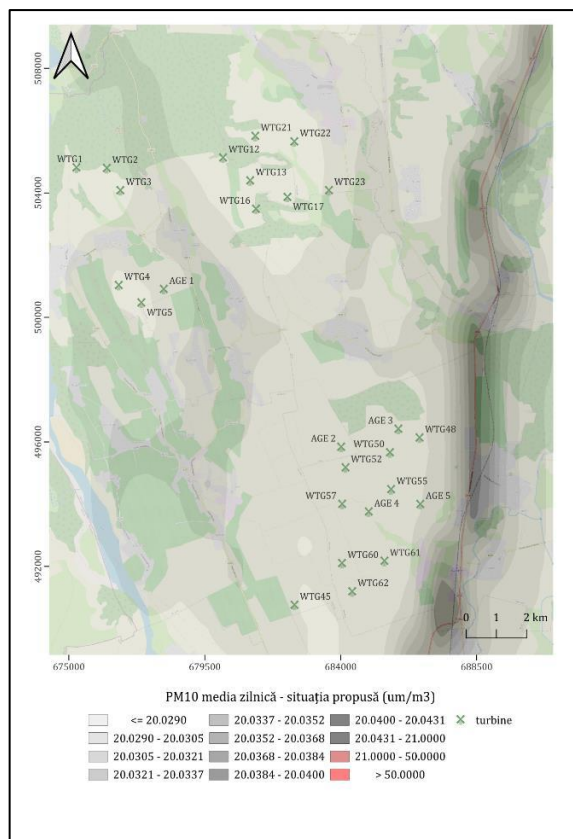 508000
WTG21
WTG22
WTG12
WTG1
WTG2
WTG13
WTG3
WTG23
504000
WTG16
WTG17
WTG4
AGE 1
WTG5
500000
AGE 3
WTG48
496000
AGE 2
WTG50
WTG52
WTG55
WTG57
AGE 4
AGE 5
WTG60
WTG61
492000
WTG62
WTG45
0 1 2 km
675000 679500 684000 688500
PM10 media zilnică - situația propusă (um/m3)
<= 20.0290 20.0337 - 20.0352 20.0400 - 20.0431 turbine
20.0290 - 20.0305 20.0352 - 20.0368 20.0431 - 21.0000
20.0305 - 20.0321 20.0368 - 20.0384 21.0000 - 50.0000
20.0321 - 20.0337 20.0384 - 20.0400 > 50.0000